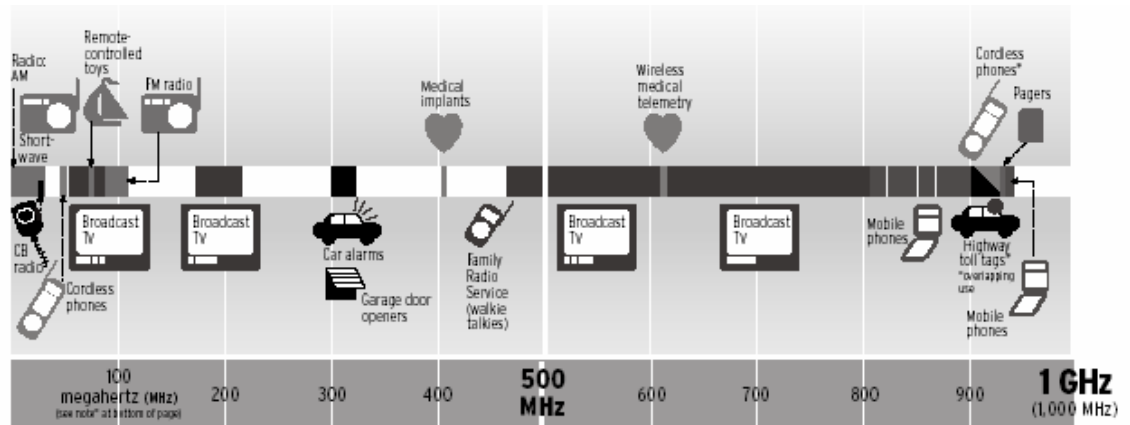 Radio:
AM
Remote-
controlled
toys
FM radio
Short-
wave
Medical
implants
Wireless
medical
telemetry
Cordless
phones*
Pagers
CB
radio
Cordless
phones
Broadcast
Tv
Broadcast
Tv
Car alarms
Garage door
openers
Family
Radio
Service
(walkie
talkies)
Broadcast
Tv
Broadcast
Tv
Mobile
phones
Highway
toll tags*
*overlapping
use
Mobile
phones
100
megahertz (MHz)
(see note* at bottom of page)
200
300
400
500
MHz
600
700
800
900
1 GHz
(1,000 MHz)